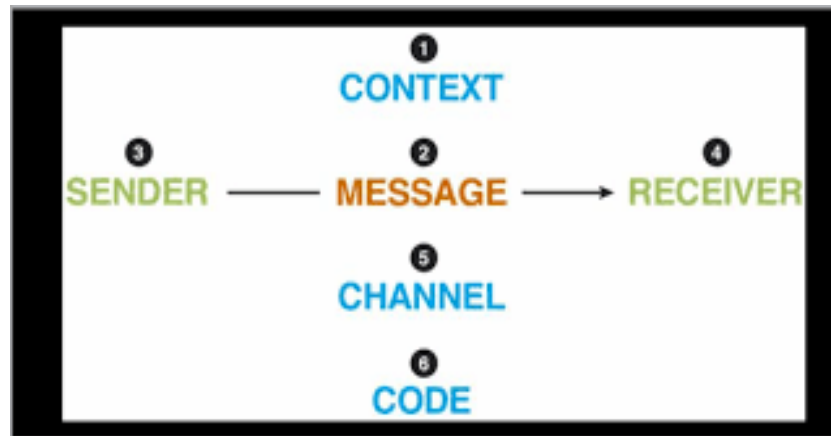 1
CONTEXT
3 2 4
SENDER MESSAGE RECEIVER
5
CHANNEL
6
CODE